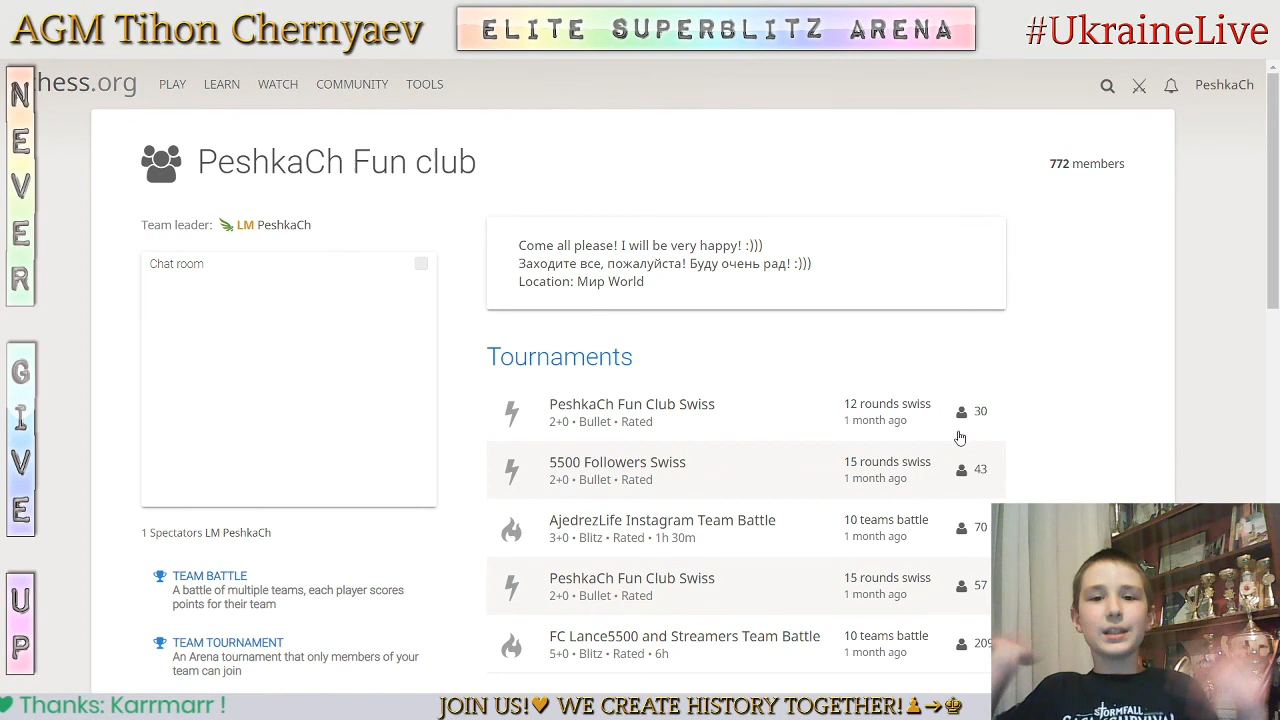 AGM Tihon Chernyaev
ELITE SUPERBLITZ ARENA
#UkraineLive
NEVER
GIVE
UP
hess.org
PLAY LEARN WATCH COMMUNITY TOOLS
PeshkaCh
PeshkaCh Fun club
772 members
Team leader: LM PeshkaCh
Chat room
1 Spectators LM PeshkaCh
TEAM BATTLE
A battle of multiple teams, each player scores
points for their team
TEAM TOURNAMENT
An Arena tournament that only members of your
team can join
Come all please! I will be very happy! :)))
Заходите все, пожалуйста! Буду очень рад! :)))
Location: Мир World
Tournaments
PeshkaCh Fun Club Swiss
2+0 • Bullet • Rated
12 rounds swiss
1 month ago
30
5500 Followers Swiss
2+0 • Bullet • Rated
15 rounds swiss
1 month ago
43
AjedrezLife Instagram Team Battle
3+0 • Blitz • Rated • 1h 30m
10 teams battle
1 month ago
70
PeshkaCh Fun Club Swiss
2+0 • Bullet • Rated
15 rounds swiss
1 month ago
57
FC Lance5500 and Streamers Team Battle
5+0 • Blitz • Rated • 6h
10 teams battle
1 month ago
209
STORMFALL
Thanks: Karrmarr !
JOIN US!♥ WE CREATE HISTORY TOGETHER!♟→♚